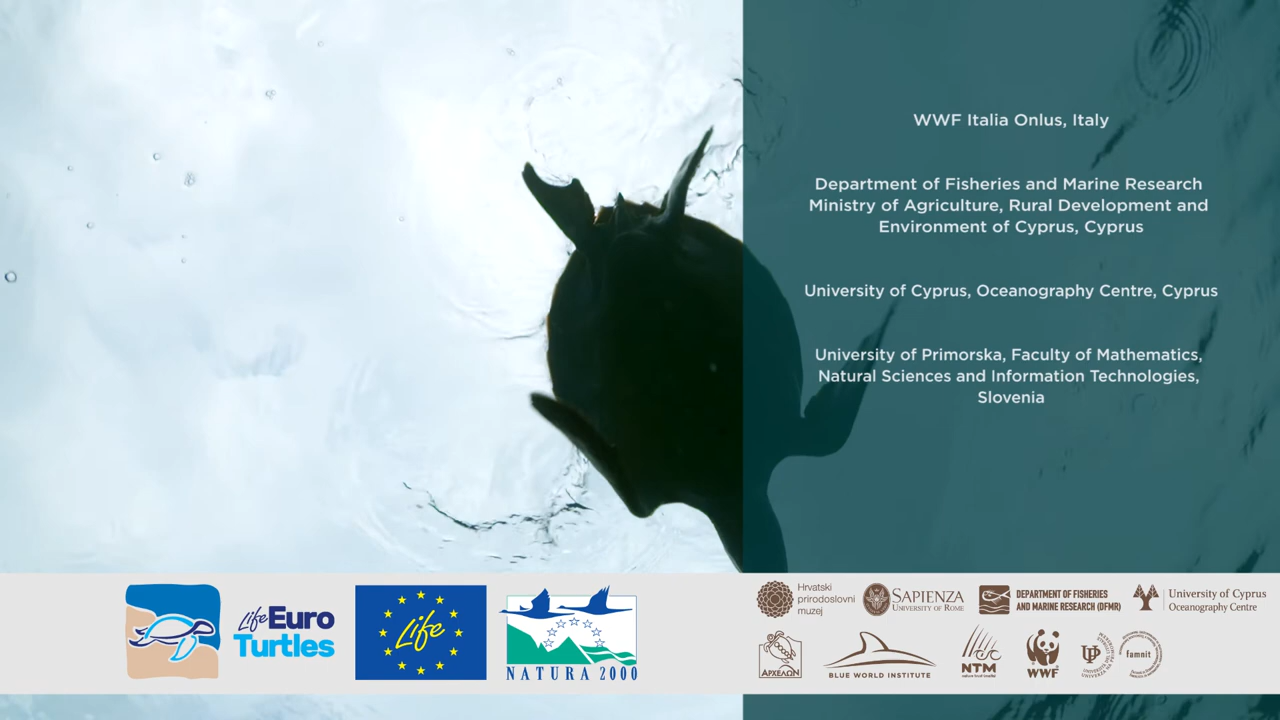 WWF Italia Onlus, Italy
Department of Fisheries and Marine Research
Ministry of Agriculture, Rural Development and
Environment of Cyprus, Cyprus
University of Cyprus, Oceanography Centre, Cyprus
University of Primorska, Faculty of Mathematics,
Natural Sciences and Information Technologies,
Slovenia
Life Euro
Turtles
Life
NATURA 2000
Hrvatski
prirodoslovni
muzej
SAPIENZA
UNIVERSITY OF ROME
DEPARTMENT OF FISHERIES
AND MARINE RESEARCH (DFMR)
University of Cyprus
Oceanography Centre
ΑΡΧΕΛΩΝ
BLUE WORLD INSTITUTE
NTM
WWF
UP
famnit